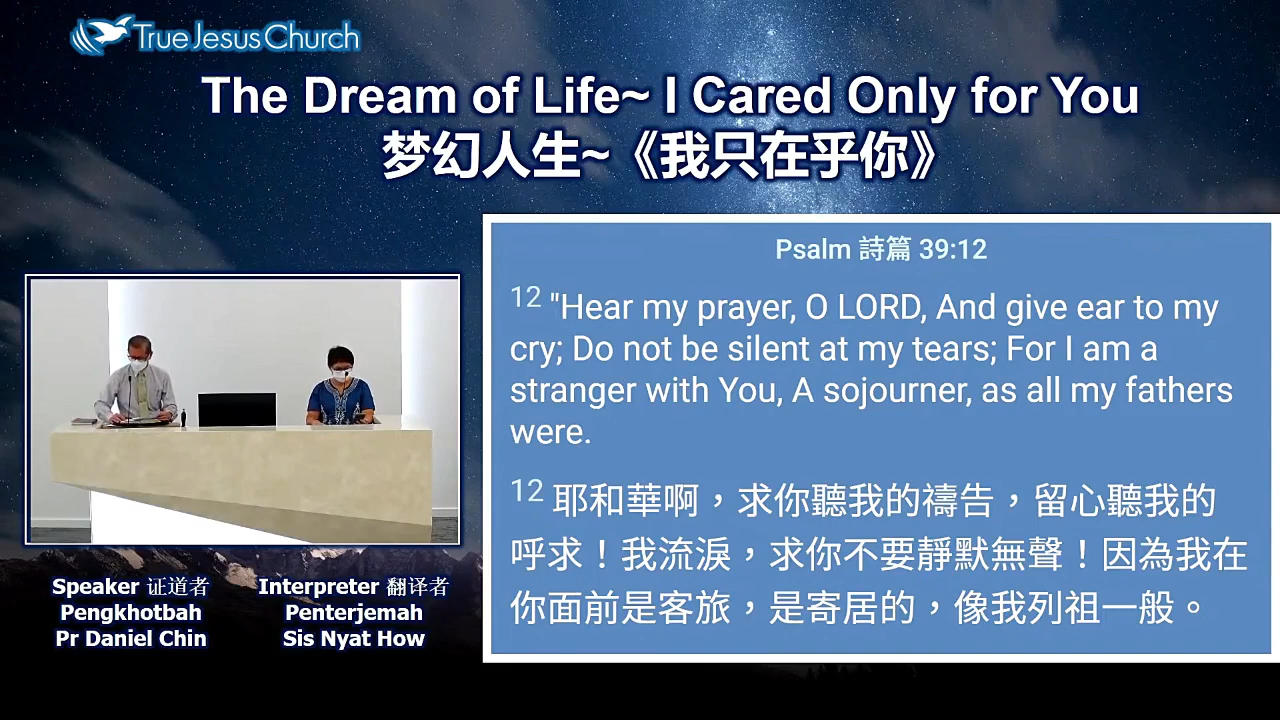 TrueJesusChurch
The Dream of Life~ I Cared Only for You
梦幻人生~《我只在乎你》
Psalm 詩篇 39:12
12 "Hear my prayer, O LORD, And give ear to my
cry; Do not be silent at my tears; For I am a
stranger with You, A sojourner, as all my fathers
were.
12 耶和華啊，求你聽我的禱告，留心聽我的
呼求！我流淚，求你不要靜默無聲！因為我在
你面前是客旅，是寄居的，像我列祖一般。
Speaker 证道者
Pengkhotbah
Pr Daniel Chin
Interpreter 翻译者
Penterjemah
Sis Nyat How